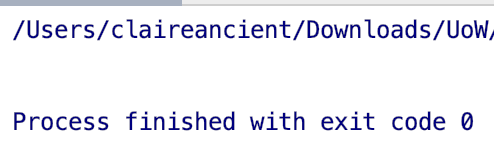 /Users/claireancient/Downloads/UoW/
Process finished with exit code 0